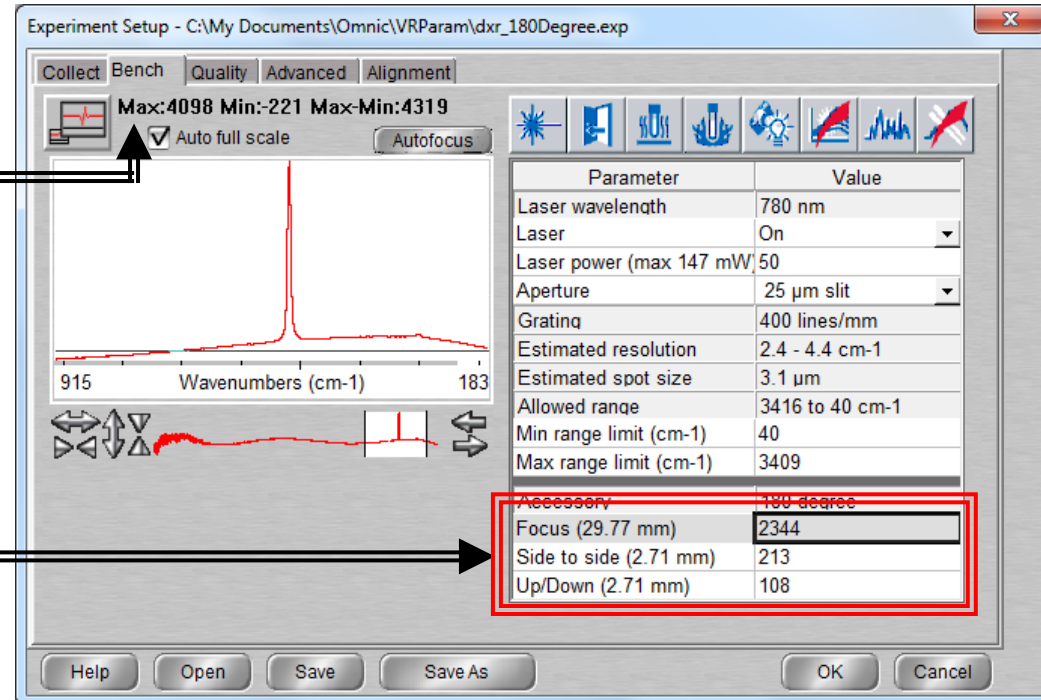 Experiment Setup - C:\My Documents\Omnic\VRParam\dxr_180Degree.exp
Collect Bench Quality Advanced Alignment
Max:4098 Min:-221 Max-Min:4319
Auto full scale Autofocus
915 Wavenumbers (cm-1) 183
Parameter Value
Laser wavelength 780 nm
Laser On
Laser power (max 147 mW) 50
Aperture 25 µm slit
Grating 400 lines/mm
Estimated resolution 2.4 - 4.4 cm-1
Estimated spot size 3.1 µm
Allowed range 3416 to 40 cm-1
Min range limit (cm-1) 40
Max range limit (cm-1) 3409
Accessory 180 degree
Focus (29.77 mm) 2344
Side to side (2.71 mm) 213
Up/Down (2.71 mm) 108
Help Open Save Save As OK Cancel